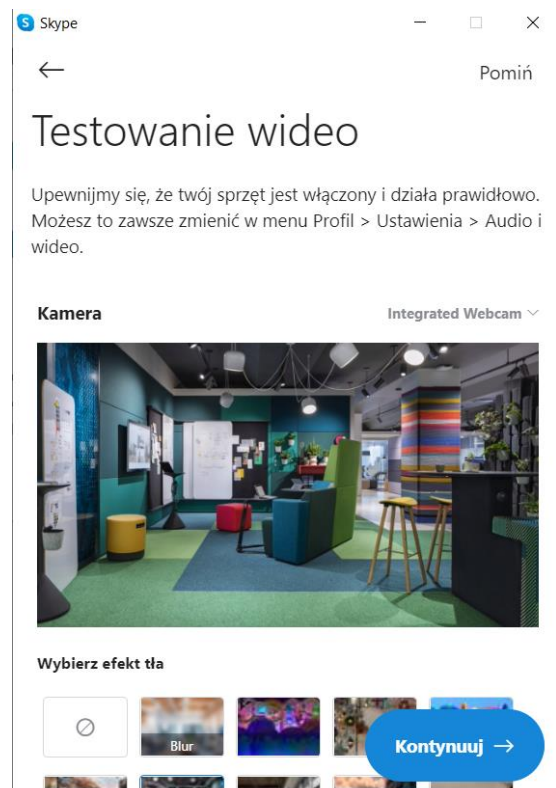 Skype
Pomiń
Testowanie wideo
Upewnijmy się, że twój sprzęt jest włączony i działa prawidłowo.
Możesz to zawsze zmienić w menu Profil > Ustawienia > Audio i
wideo.
Kamera Integrated Webcam
Wybierz efekt tła
Blur
Kontynuuj